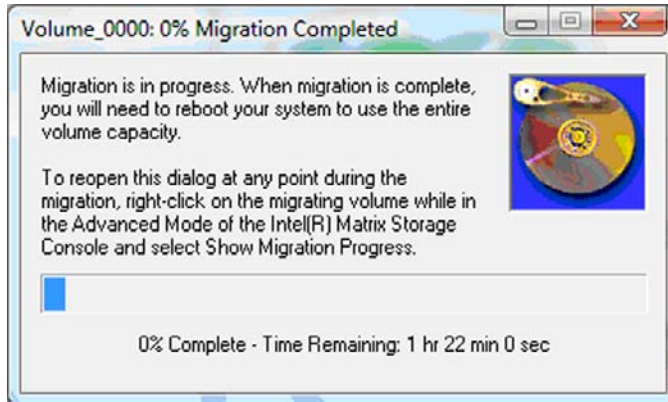 Volume_0000: 0% Migration Completed
Migration is in progress. When migration is complete,
you will need to reboot your system to use the entire
volume capacity.
To reopen this dialog at any point during the
migration, right-click on the migrating volume while in
the Advanced Mode of the Intel(R) Matrix Storage
Console and select Show Migration Progress.
0% Complete - Time Remaining: 1 hr 22 min 0 sec